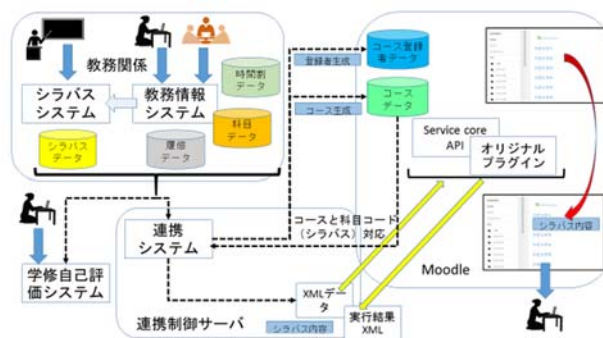 教務関係
シラバス
システム
教務情報
システム
時間割
データ
科目
データ
シラバス
データ
履修
データ
学修自己評
価システム
連携
システム
連携制御サーバ
登録者生成
コース生成
コース登録
者データ
コース
データ
Service core
API
オリジナル
プラグイン
コースと科目コード
(シラバス)対応
XMLデー
タ
シラバス内容
実行結果
XML
シラバス内容
Moodle